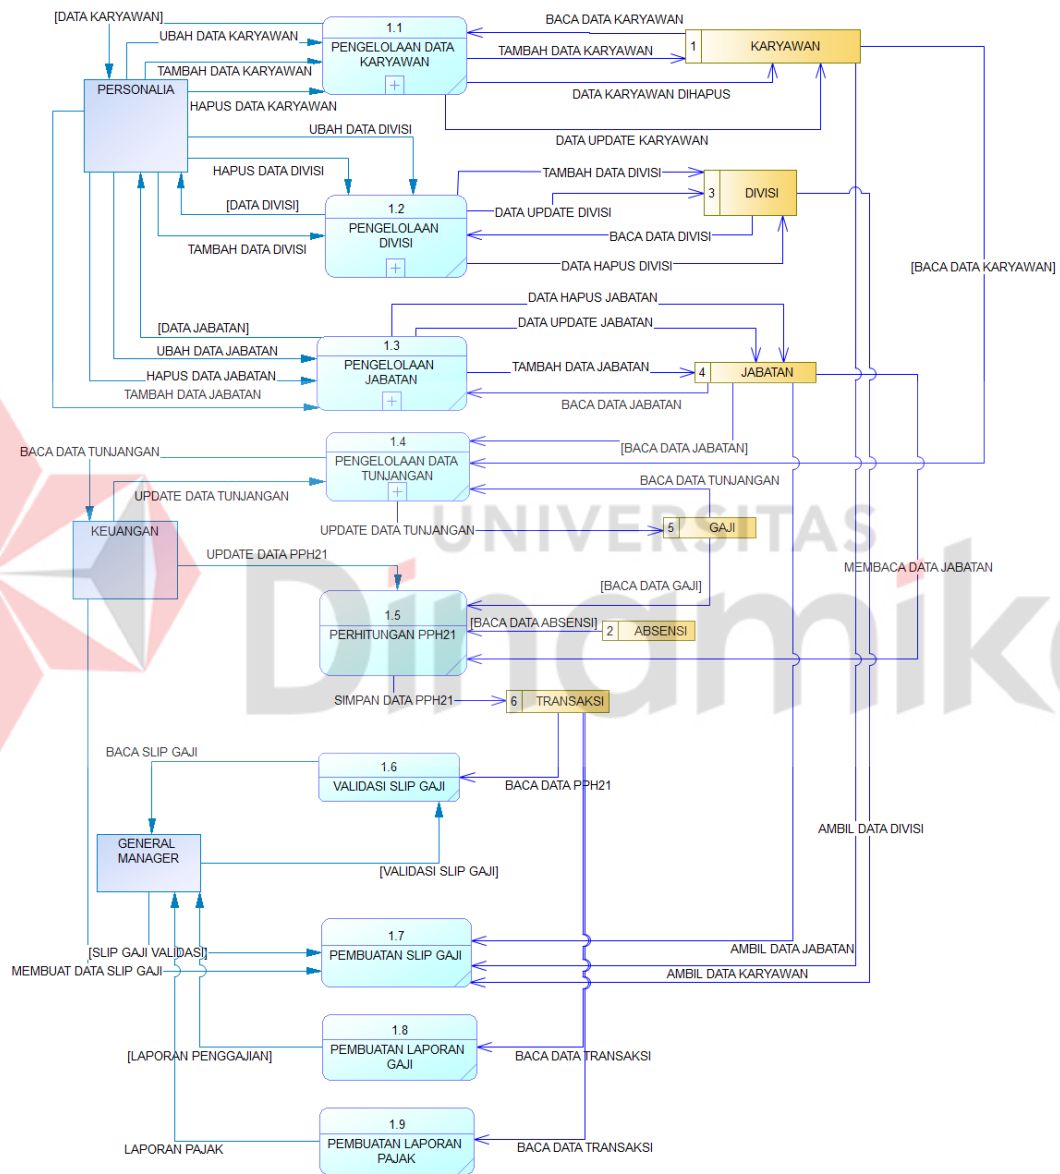 [DATA KARYAWAN]
UBAH DATA KARYAWAN
TAMBAH DATA KARYAWAN
HAPUS DATA KARYAWAN
PERSONALIA
1.1
PENGELOLAAN DATA
KARYAWAN
BACA DATA KARYAWAN
TAMBAH DATA KARYAWAN
DATA KARYAWAN DIHAPUS
DATA UPDATE KARYAWAN
1
KARYAWAN
UBAH DATA DIVISI
HAPUS DATA DIVISI
[DATA DIVISI]
TAMBAH DATA DIVISI
1.2
PENGELOLAAN
DIVISI
TAMBAH DATA DIVISI
DATA UPDATE DIVISI
BACA DATA DIVISI
DATA HAPUS DIVISI
3
DIVISI
[BACA DATA KARYAWAN]
[DATA JABATAN]
UBAH DATA JABATAN
HAPUS DATA JABATAN
TAMBAH DATA JABATAN
1.3
PENGELOLAAN
JABATAN
DATA HAPUS JABATAN
DATA UPDATE JABATAN
TAMBAH DATA JABATAN
BACA DATA JABATAN
4
JABATAN
BACA DATA TUNJANGAN
UPDATE DATA TUNJANGAN
1.4
PENGELOLAAN DATA
TUNJANGAN
[BACA DATA JABATAN]
BACA DATA TUNJANGAN
UPDATE DATA TUNJANGAN
5
GAJI
KEUANGAN
UPDATE DATA PPH21
UNIVERSITAS
Dinamika
MEMBACA DATA JABATAN
1.5
PERHITUNGAN PPH21
[BACA DATA GAJI]
[BACA DATA ABSENSI]
2
ABSENSI
SIMPAN DATA PPH21
6
TRANSAKSI
BACA SLIP GAJI
1.6
VALIDASI SLIP GAJI
BACA DATA PPH21
GENERAL
MANAGER
[VALIDASI SLIP GAJI]
AMBIL DATA DIVISI
[SLIP GAJI VALIDASI]
MEMBUAT DATA SLIP GAJI
1.7
PEMBUATAN SLIP GAJI
AMBIL DATA JABATAN
AMBIL DATA KARYAWAN
[LAPORAN PENGGAJIAN]
1.8
PEMBUATAN LAPORAN
GAJI
BACA DATA TRANSAKSI
LAPORAN PAJAK
1.9
PEMBUATAN LAPORAN
PAJAK
BACA DATA TRANSAKSI